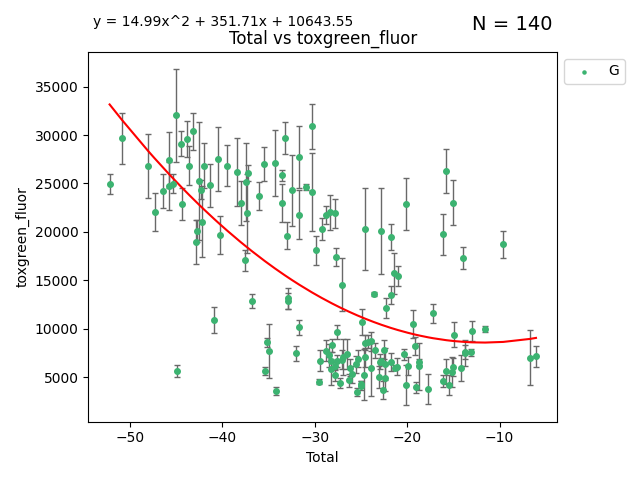 y = 14.99x^2 + 351.71x + 10643.55
N = 140
Total vs toxgreen_fluor
G
toxgreen_fluor
35000
30000
25000
20000
15000
10000
5000
−50
−40
−30
−20
−10
Total